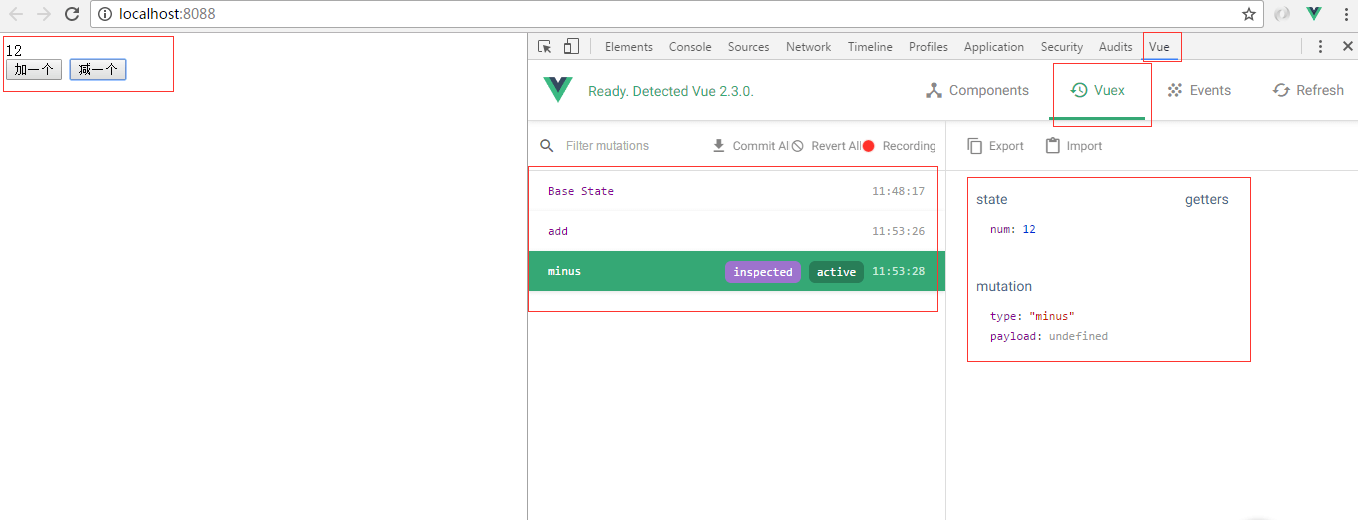 localhost:8088
12
加一个 减一个
Elements Console Sources Network Timeline Profiles Application Security Audits Vue
Ready. Detected Vue 2.3.0.
Components Vuex Events Refresh
Filter mutations Commit Al Revert All Recording
Export Import
Base State 11:48:17
add 11:53:26
minus inspected active 11:53:28
state getters
num: 12
mutation
type: "minus"
payload: undefined